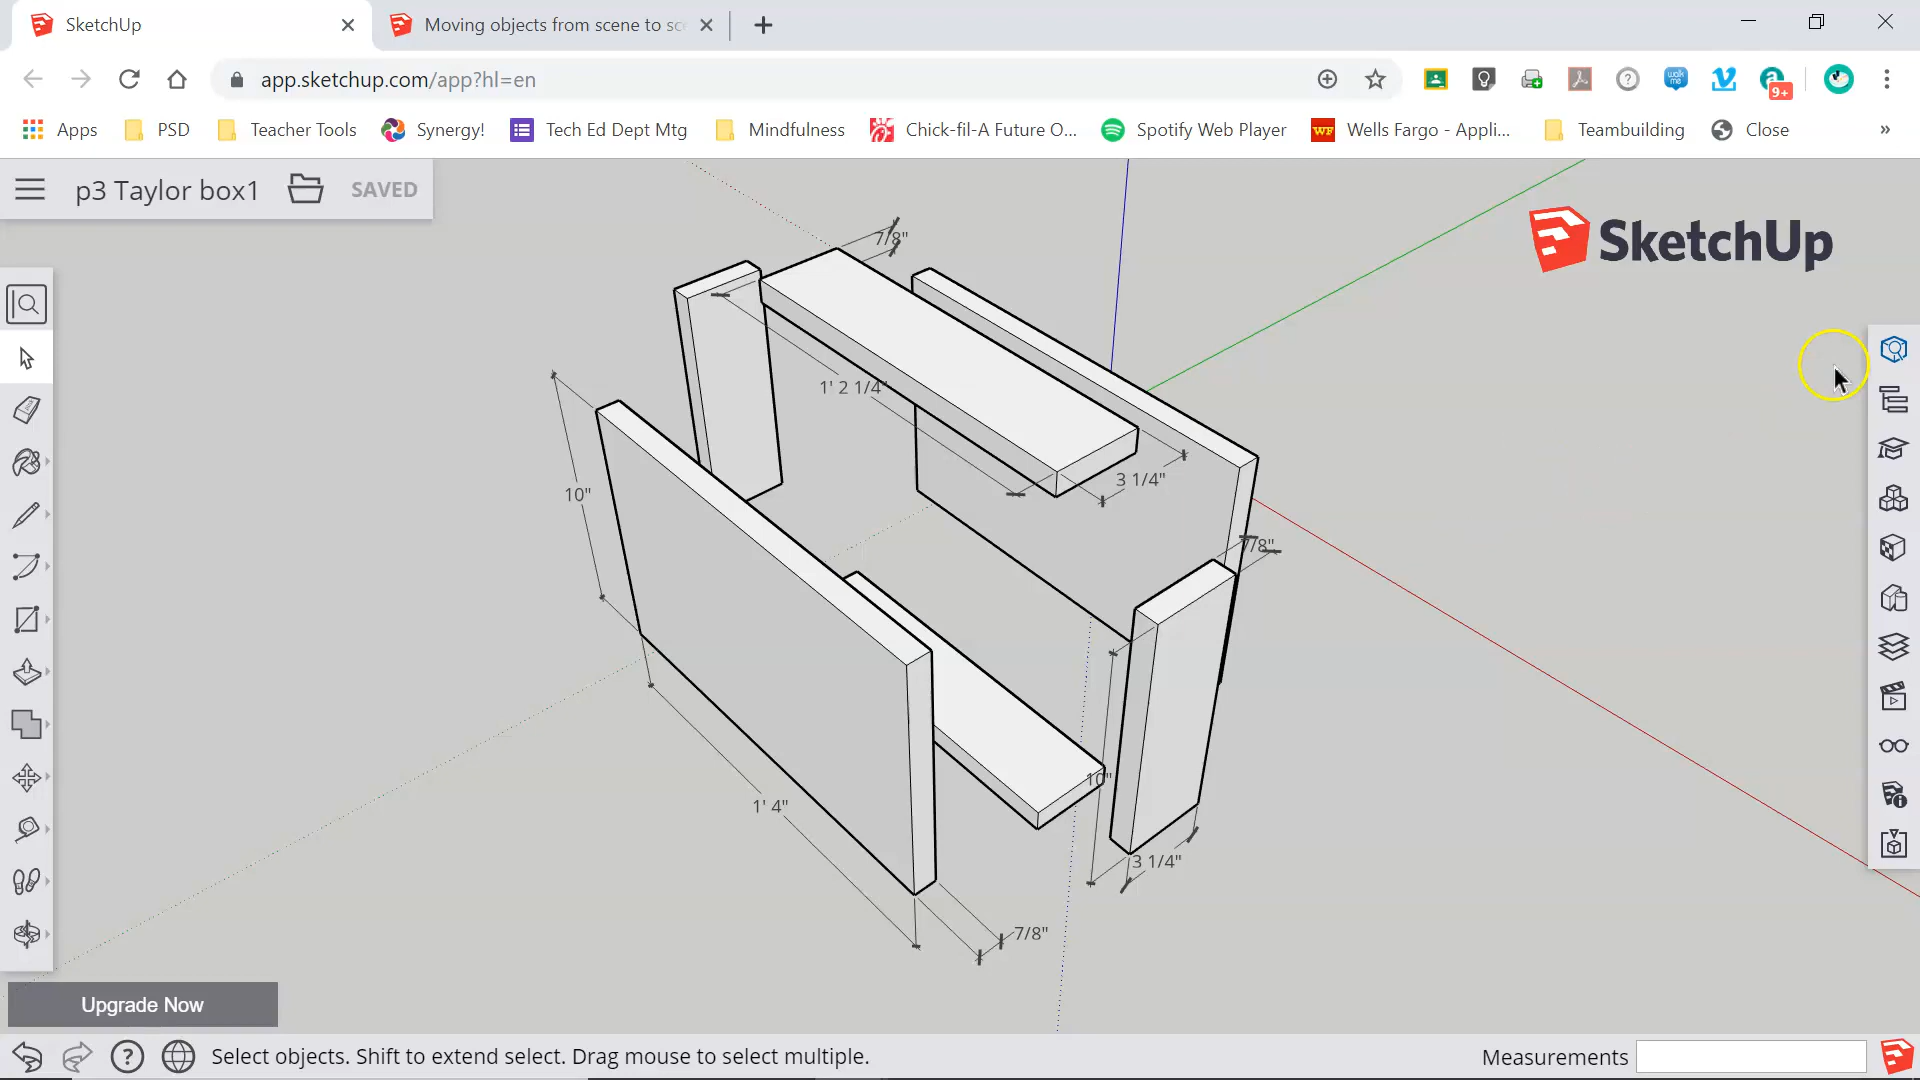 SketchUp
Moving objects from scene to sc
app.sketchup.com/app?hl=en
9+
Apps
PSD
Teacher Tools
Synergy!
Tech Ed Dept Mtg
Mindfulness
Chick-fil-A Future O...
Spotify Web Player
WF
Wells Fargo - Appli...
Teambuilding
Close
»
p3 Taylor box1
SAVED
SketchUp
7/8"
1' 2 1/4"
3 1/4"
10"
7/8"
10"
1' 4"
3 1/4"
7/8"
Upgrade Now
Select objects. Shift to extend select. Drag mouse to select multiple.
Measurements